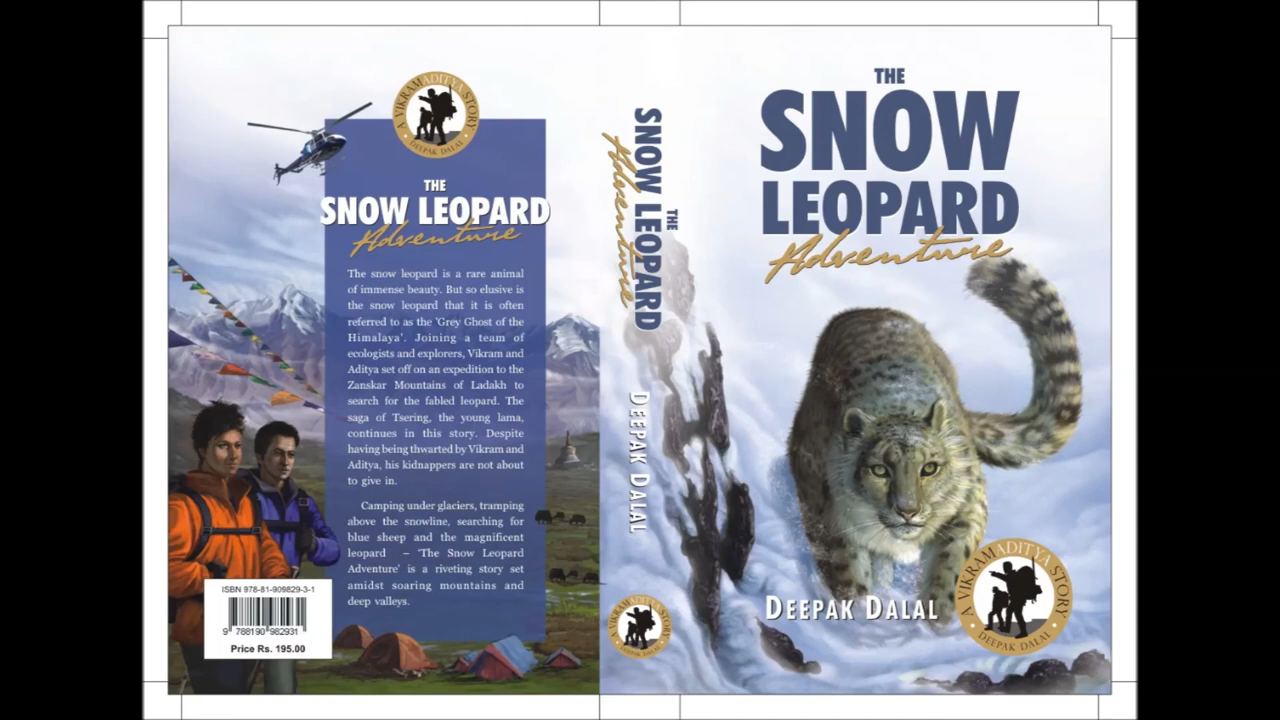 A VIKRAMADITYA STORY
DEEPAK DALAL
THE
SNOW LEOPARD
Adventure
The snow leopard is a rare animal
of immense beauty. But so elusive is
the snow leopard that it is often
referred to as the 'Grey Ghost of the
Himalaya'. Joining a team of
ecologists and explorers, Vikram and
Aditya set off on an expedition to the
Zanskar Mountains of Ladakh to
search for the fabled leopard. The
saga of Tsering, the young lama,
continues in this story. Despite
having being thwarted by Vikram and
Aditya, his kidnappers are not about
to give in.
Camping under glaciers, tramping
above the snowline, searching for
blue sheep and the magnificent
leopard – 'The Snow Leopard
Adventure' is a riveting story set
amidst soaring mountains and
deep valleys.
ISBN 978-81-909829-3-1
9 788190 982931
Price Rs. 195.00
THE
SNOW LEOPARD
Adventure
DEEPAK DALAL
A VIKRAMADITYA STORY
DEEPAK DALAL
THE
SNOW
LEOPARD
Adventure
DEEPAK DALAL
A VIKRAMADITYA STORY
DEEPAK DALAL